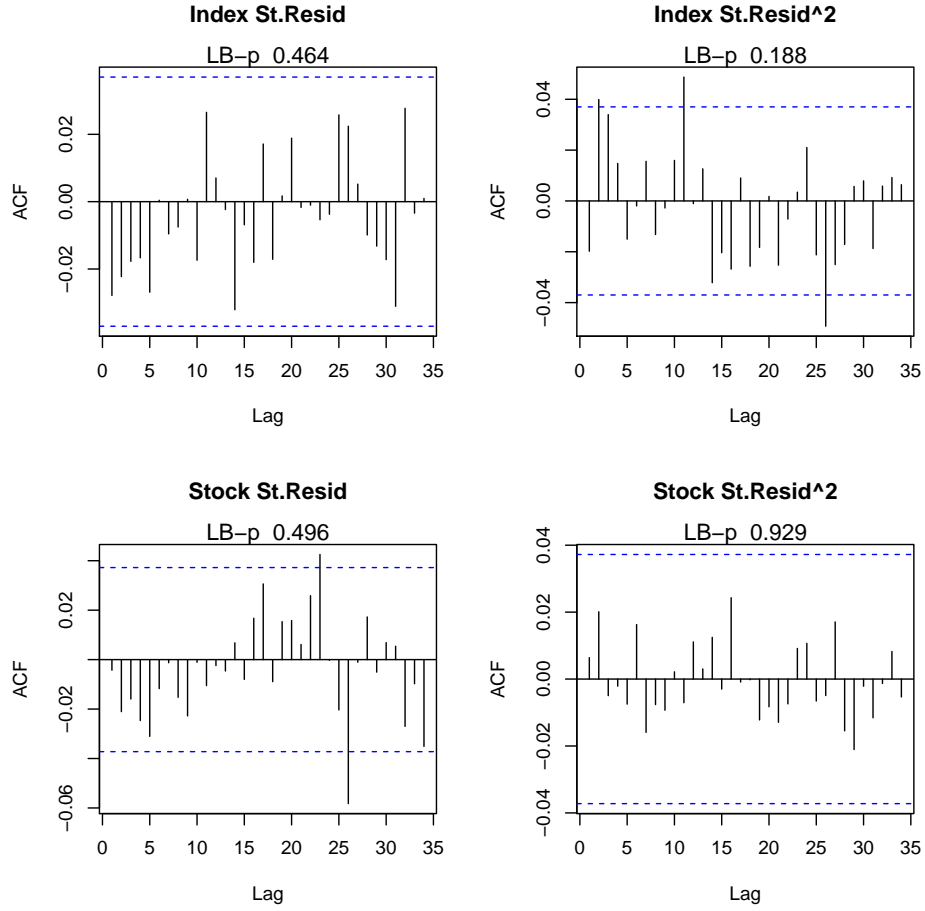 Index St.Resid
LB−p 0.464
ACF
0.02
0.00
−0.02
0 5 10 15 20 25 30 35
Lag
Index St.Resid^2
LB−p 0.188
ACF
0.04
0.00
−0.04
0 5 10 15 20 25 30 35
Lag
Stock St.Resid
LB−p 0.496
ACF
0.02
−0.02
−0.06
0 5 10 15 20 25 30 35
Lag
Stock St.Resid^2
LB−p 0.929
ACF
0.04
0.02
0.00
−0.02
−0.04
0 5 10 15 20 25 30 35
Lag